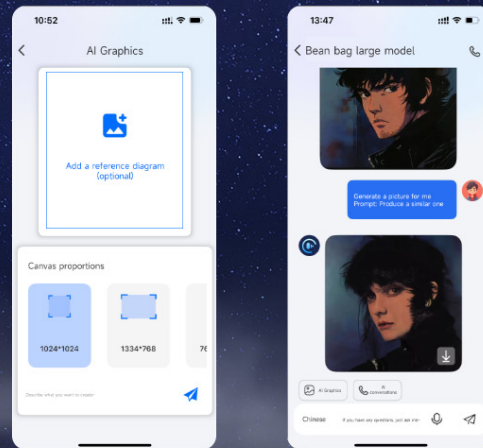 10:52
AI Graphics
Add a reference diagram
(optional)
Canvas proportions
1024*1024
1334*768
76
Describe what you want to create
13:47
Bean bag large model
Generate a picture for me
Prompt: Produce a similar one
AI Graphics
AI
conversations
Chinese
If you have any questions, just ask me